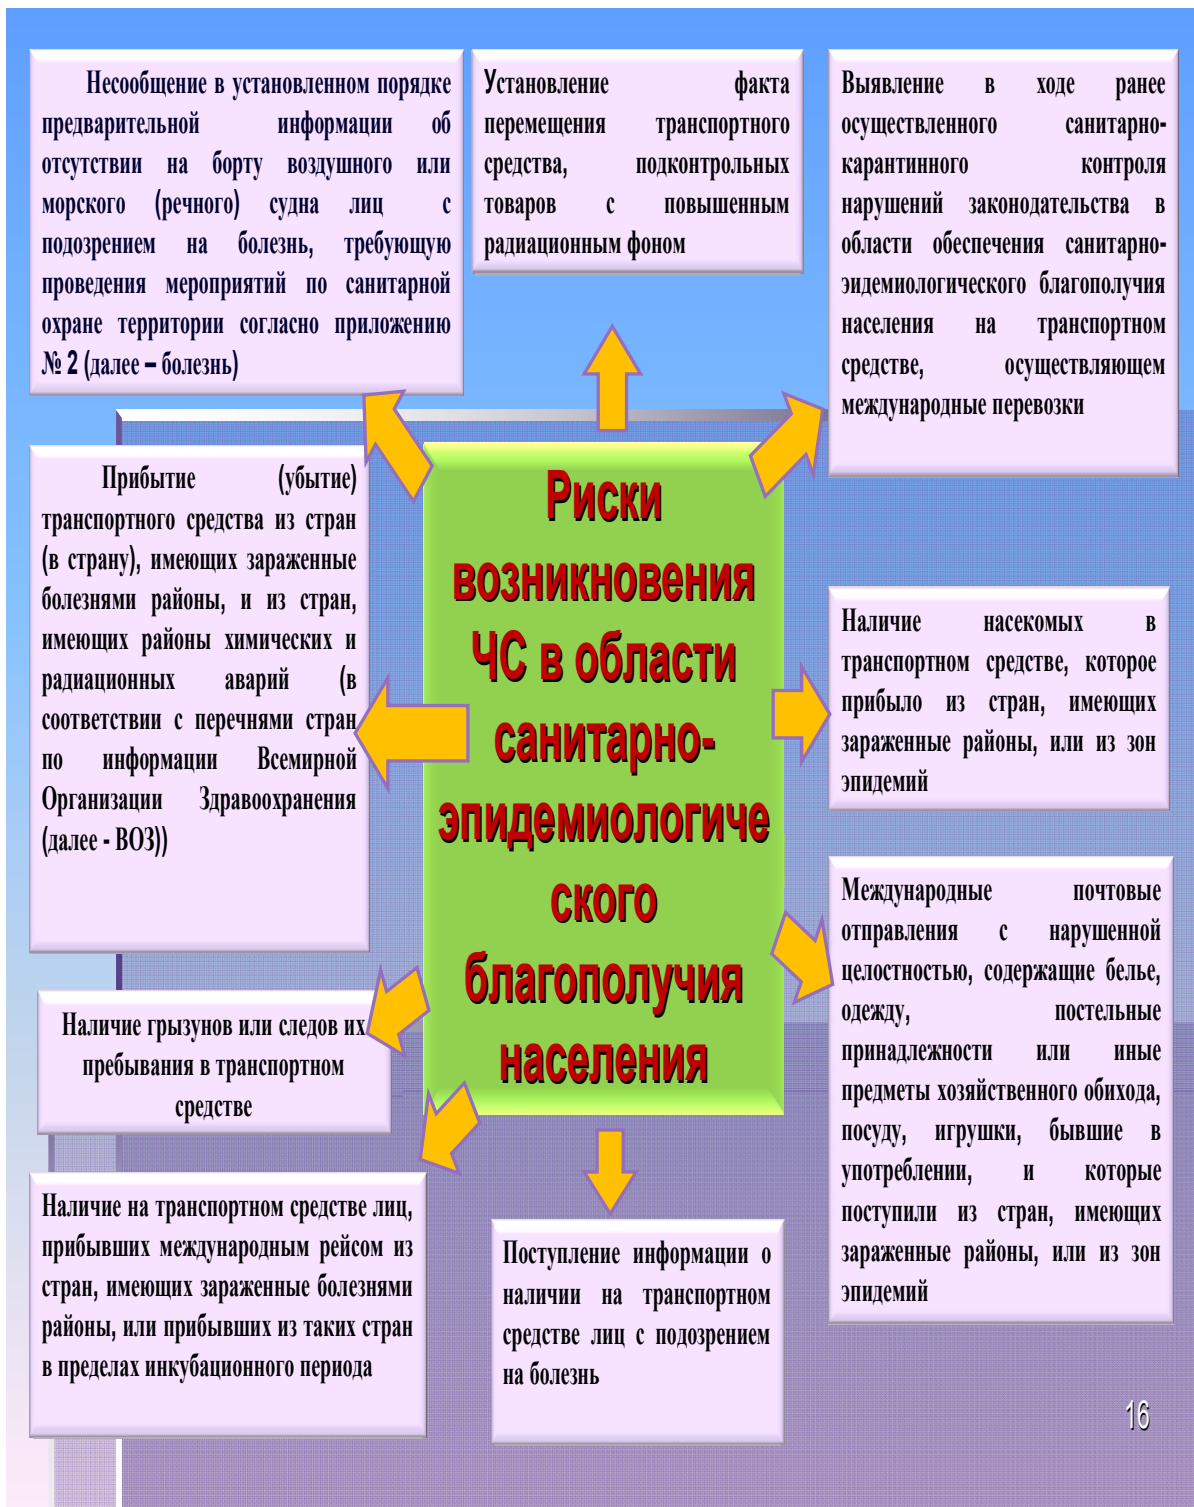 Несообщение в установленном порядке
предварительной информации об
отсутствии на борту воздушного или
морского (речного) судна лиц с
подозрением на болезнь, требующую
проведения мероприятий по санитарной
охране территории согласно приложению
№ 2 (далее – болезнь)
Установление факта
перемещения транспортного
средства, подконтрольных
товаров с повышенным
радиационным фоном
Выявление в ходе ранее
осуществленного санитарно-
карантинного контроля
нарушений законодательства в
области обеспечения санитарно-
эидемиологического благополучия
населения на транспортном
средстве, осуществляющем
международные перевозки
Прибытие (убытие)
транспортного средства из стран
(в страну), имеющих зараженные
болезнями районы, и из стран,
имеющих районы химических и
радиационных аварий (в
соответствии с перечнями стран
по информации Всемирной
Организации Здравоохранения
(далее - ВОЗ))
Риски
возникновения
ЧС в области
санитарно-
эпидемиологиче
ского
благополучия
населения
Наличие насекомых в
транспортном средстве, которое
прибыло из стран, имеющих
зараженные районы, или из зон
эпидемий
Международные почтовые
отправления с нарушенной
целостностью, содержащие белье,
одежду, постельные
принадлежности или иные
предметы хозяйственного обихода,
посуду, игрушки, бывшие в
употреблении, и которые
поступили из стран, имеющих
зараженные районы, или из зон
эпидемий
Наличие грызунов или следов их
пребывания в транспортном
средстве
Наличие на транспортном средстве лиц,
прибывших международным рейсом из
стран, имеющих зараженные болезнями
районы, или прибывших из таких стран
в пределах инкубационного периода
Поступление информации о
наличии на транспортном
средстве лиц с подозрением
на болезнь
16